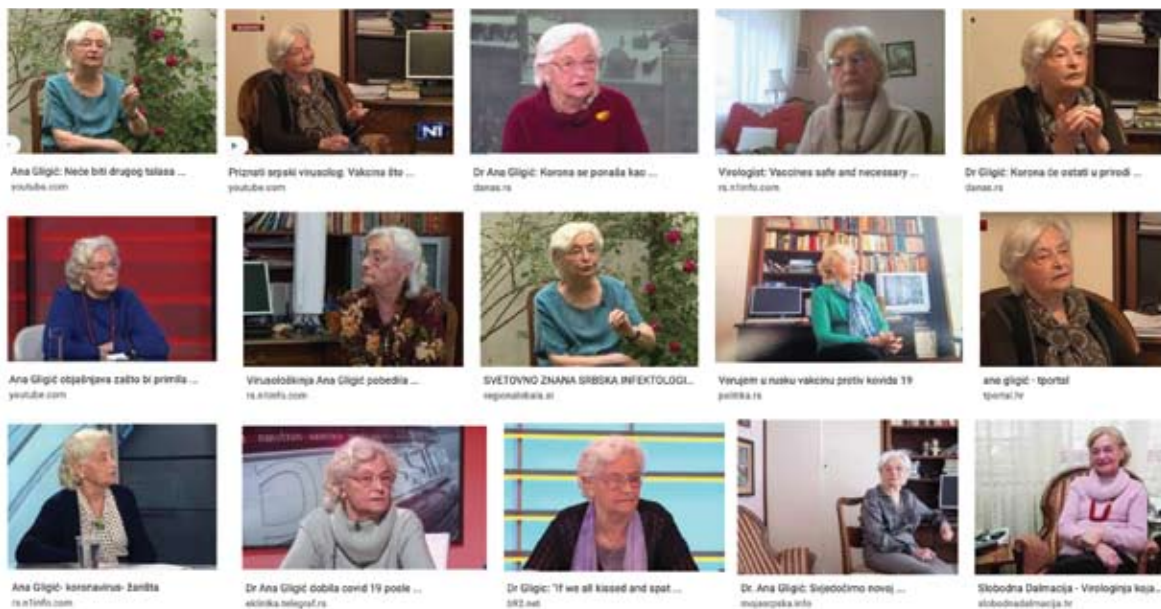 N1
Ana Gligić: Neće biti drugog talasa ...
youtube.com
Priznati srpski virusolog: Vakcina što ...
youtube.com
Dr Ana Gligić: Korona se ponaša kao ...
danas.rs
Virologist: Vaccines safe and necessary ...
rs.n1info.com
Dr Gligić: Korona će ostati u prirodi ...
danas.rs
Ana Gligić objašnjava zašto bi primila ...
youtube.com
Virusološkinja Ana Gligić pobedila ...
rs.n1info.com
SVETOVNO ZNANA SRBSKA INFEKTOLOGI...
regionalobala.si
Verujem u rusku vakcinu protiv kovida 19
politika.rs
ana gligić - tportal
tportal.hr
Ana Gligić- koronavirus- žarišta
rs.n1info.com
Dr Ana Gligić dobila covid 19 posle ...
eklinika.telegraf.rs
Dr Gligic: "If we all kissed and spat ...
b92.net
Dr. Ana Gligić: Svjedočimo novoj ...
mojasrpska.info
Slobodna Dalmacija - Virologinja koja...
slobodnadalmacija.hr